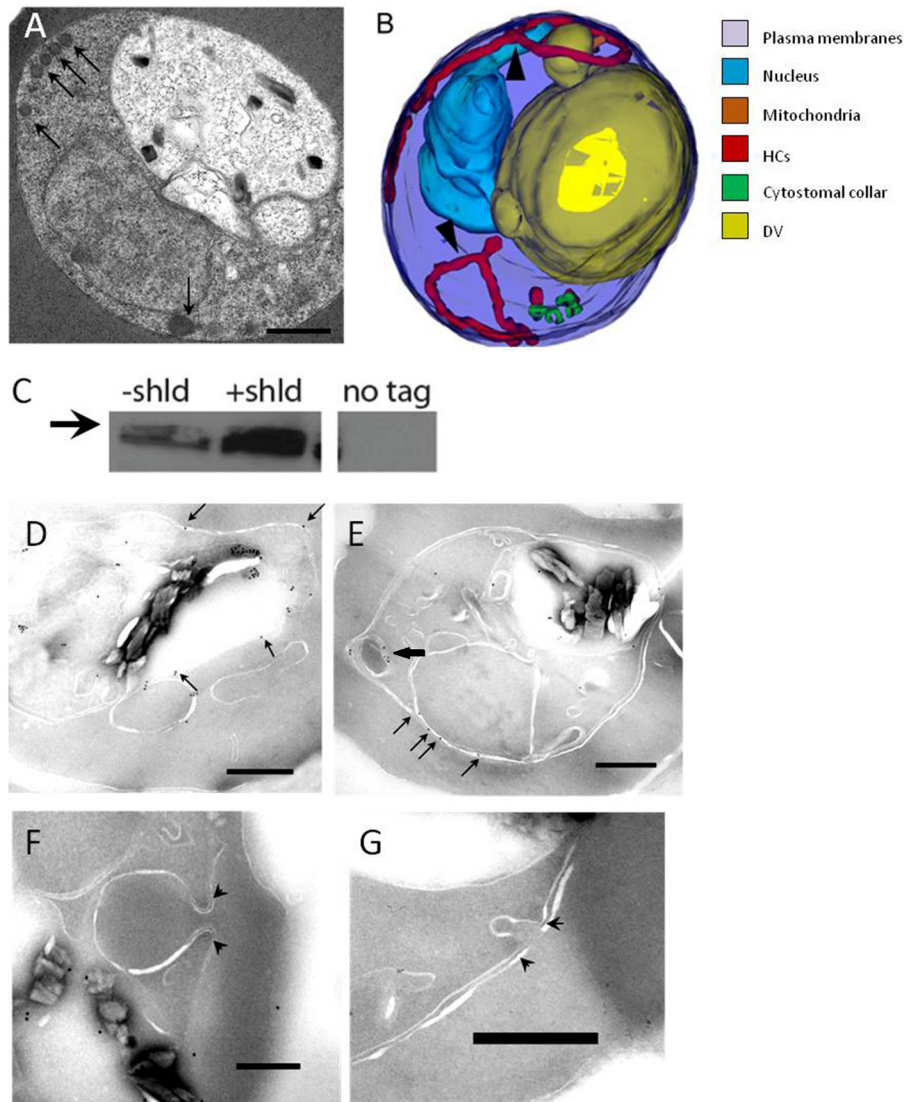 A
B
Plasma membranes
Nucleus
Mitochondria
HCs
Cytostomal collar
DV
C
-shld +shld no tag
D
E
F
G